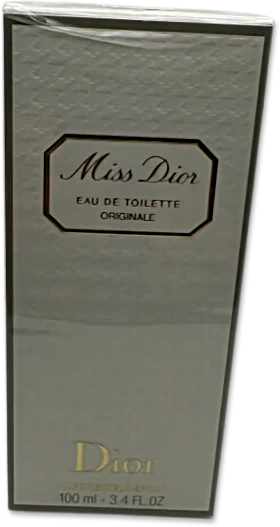 Miss Dior
EAU DE TOILETTE
ORIGINALE
Dior
100 ml - 3.4 FL.OZ